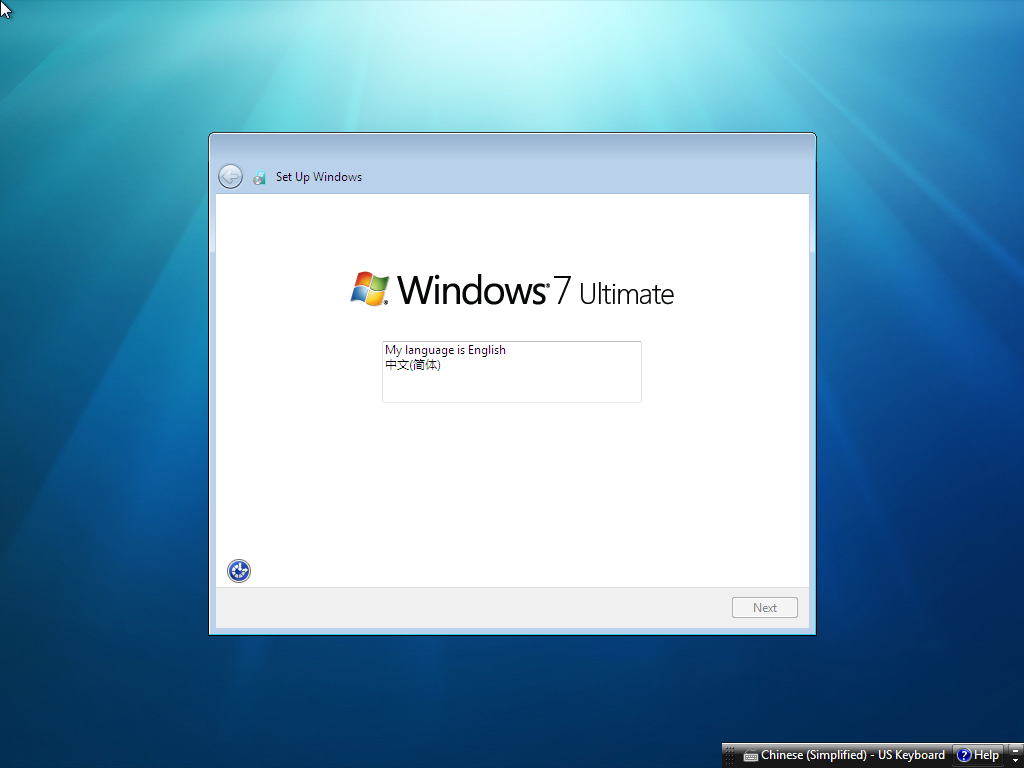 Set Up Windows
Windows® 7 Ultimate
My language is English
中文(简体)
Next
Chinese (Simplified) - US Keyboard
? Help